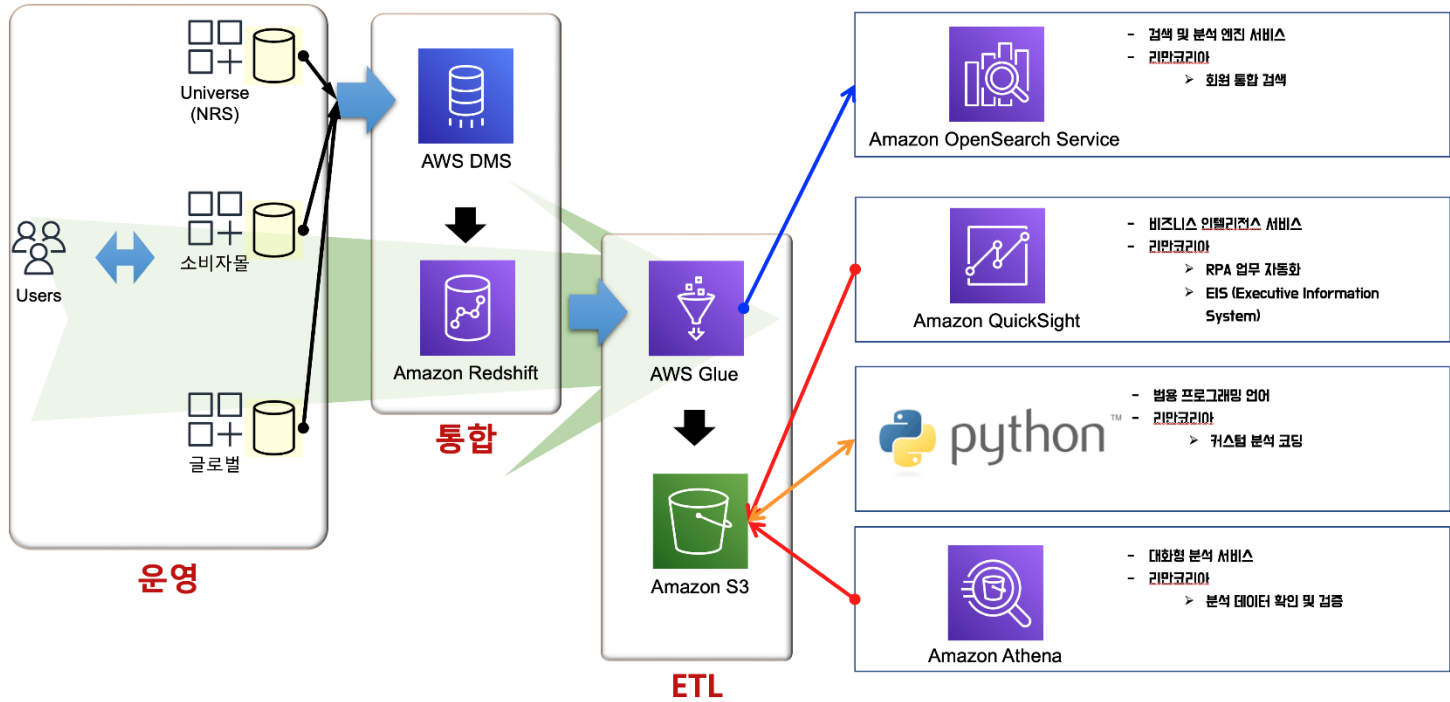 Users
Universe
(NRS)
소비자몰
글로벌
운영
AWS DMS
Amazon Redshift
통합
AWS Glue
Amazon S3
ETL
Amazon OpenSearch Service
- 검색 및 분석 엔진 서비스
- 리만코리아
➢ 회원 통합 검색
Amazon QuickSight
- 비즈니스 인텔리전스 서비스
- 리만코리아
➢ RPA 업무 자동화
➢ EIS (Executive Information
System)
python™
- 범용 프로그래밍 언어
- 리만코리아
➢ 커스텀 분석 코딩
Amazon Athena
- 대화형 분석 서비스
- 리만코리아
➢ 분석 데이터 확인 및 검증